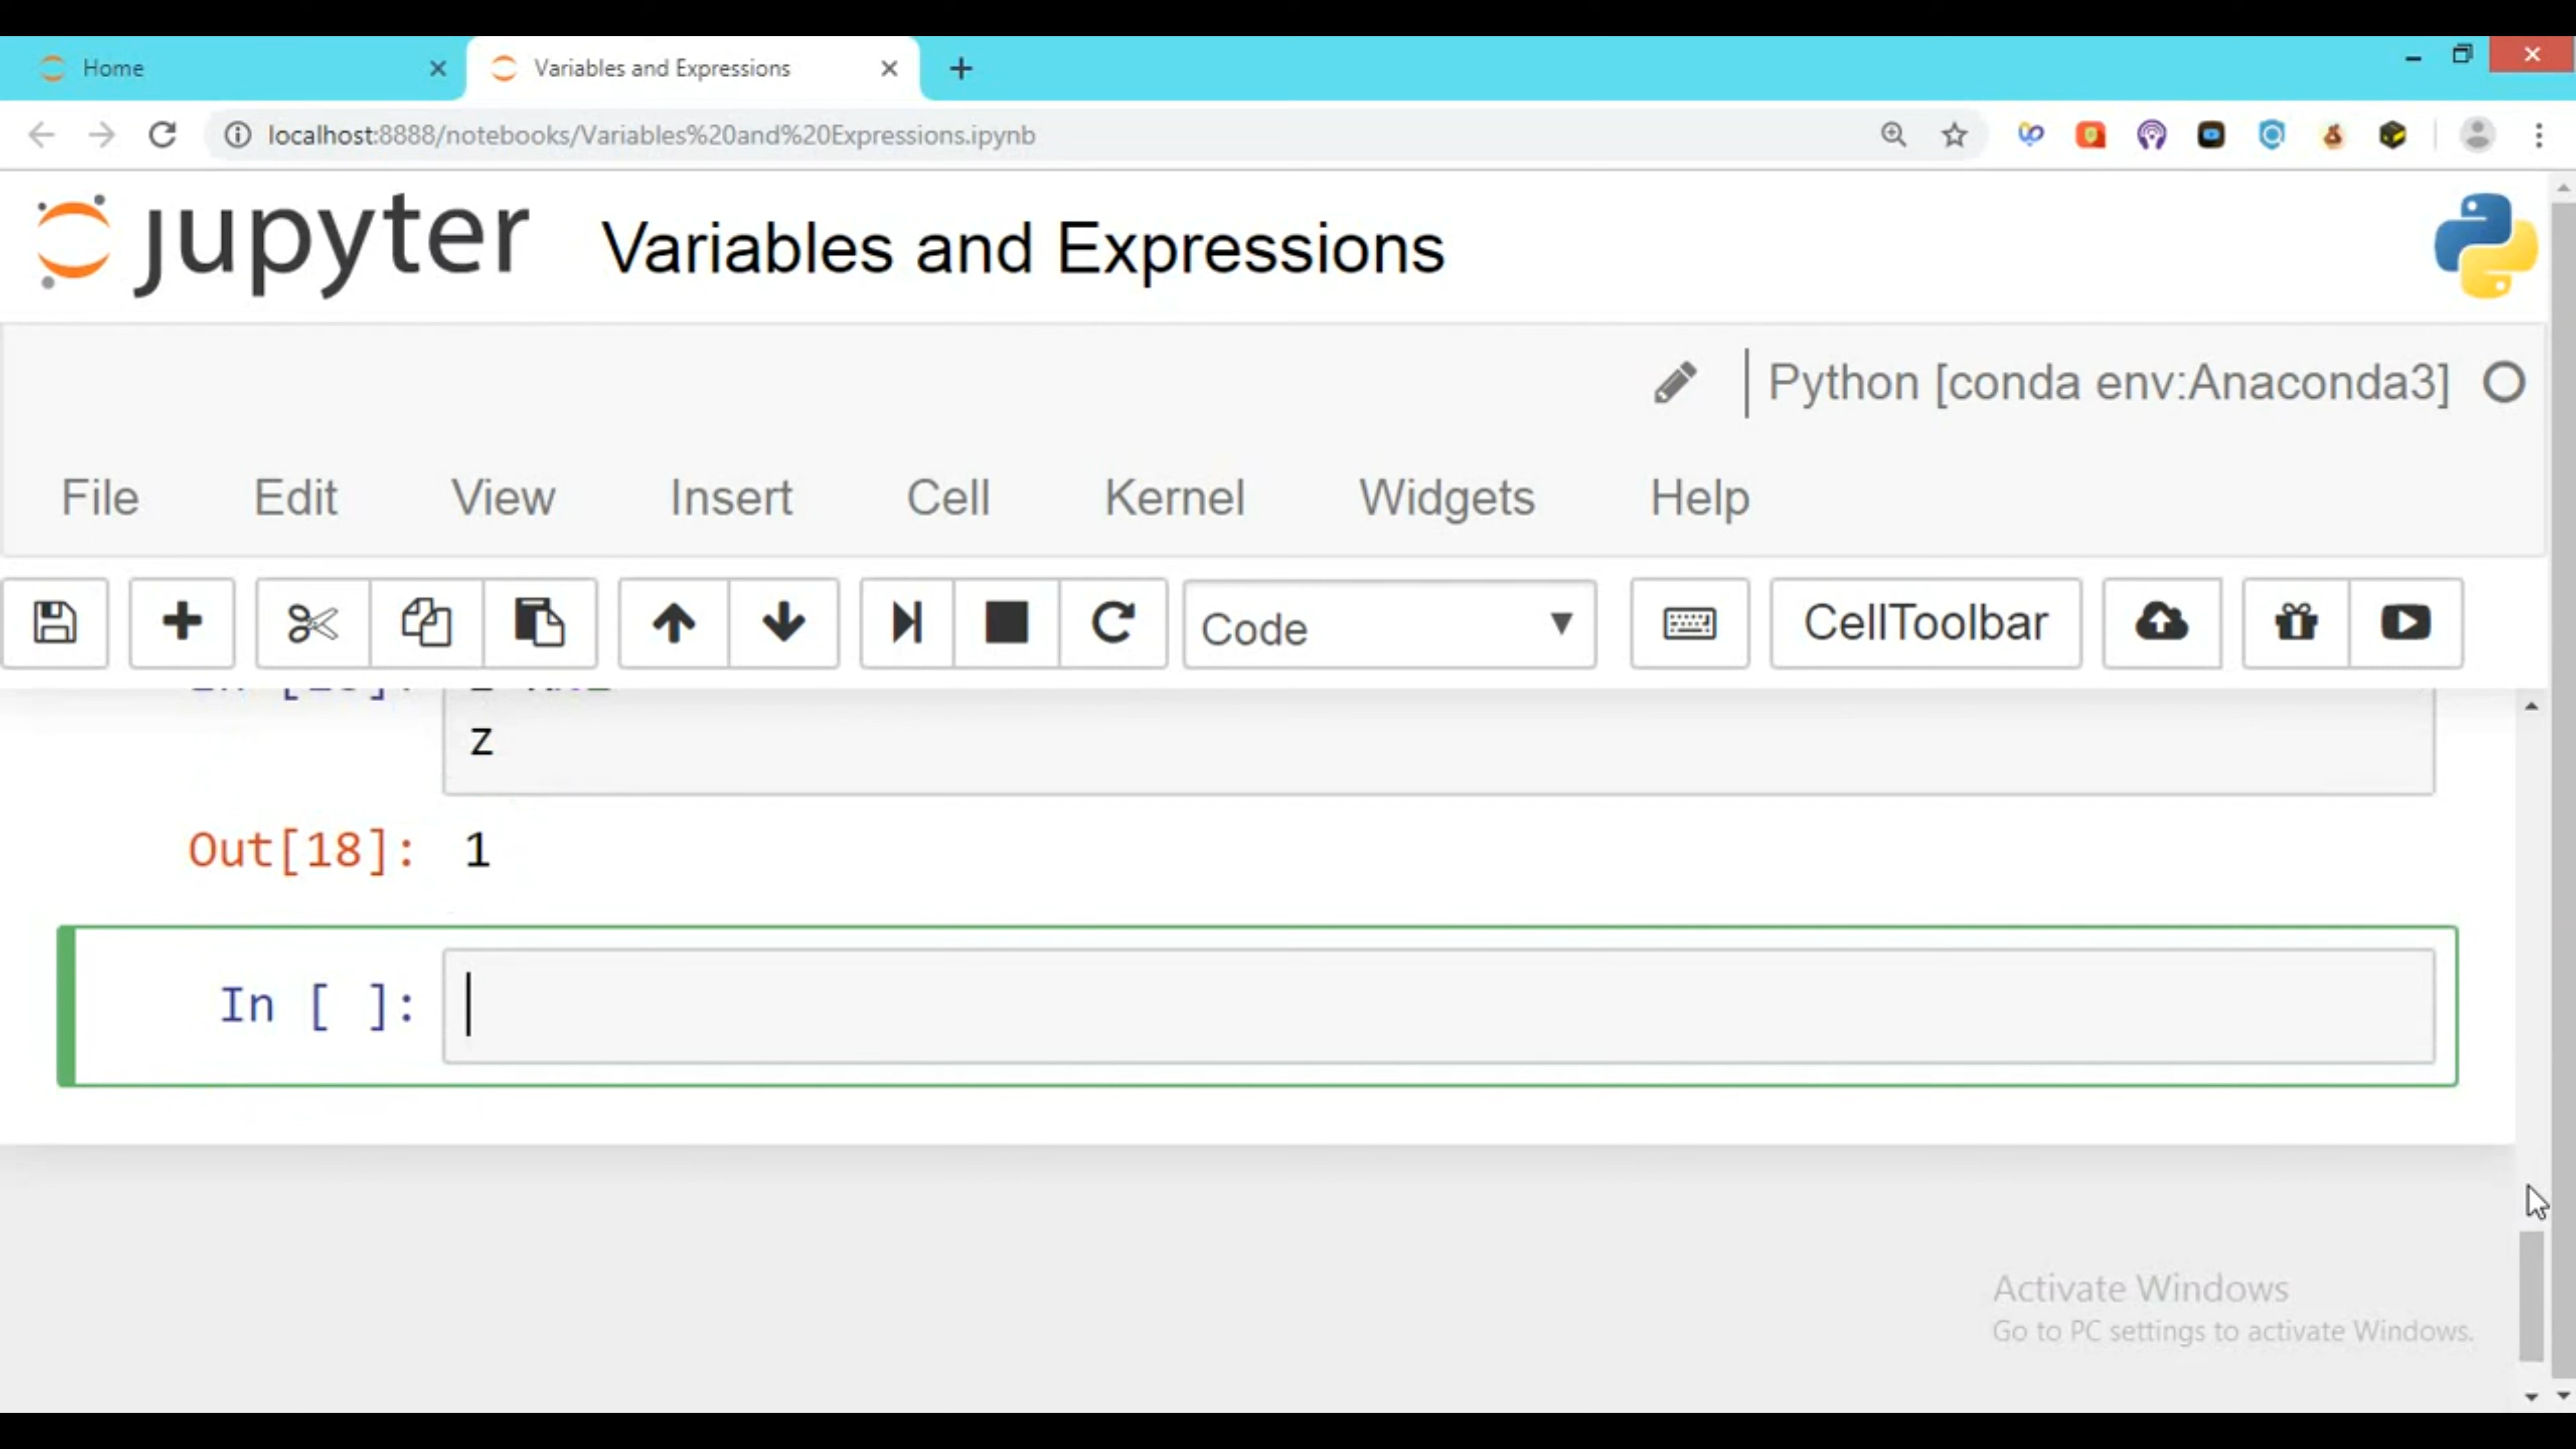 Home
Variables and Expressions
localhost:8888/notebooks/Variables%20and%20Expressions.ipynb
jupyter Variables and Expressions
Python [conda env:Anaconda3]
File Edit View Insert Cell Kernel Widgets Help
Code CellToolbar
z
Out[18]: 1
In [ ]:
Activate Windows
Go to PC settings to activate Windows.